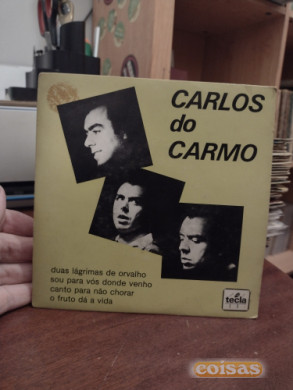 CARLOS
do
CARMO
duas lágrimas de orvalho
sou para vós donde venho
canto para não chorar
o fruto dá a vida
tecla
coisas